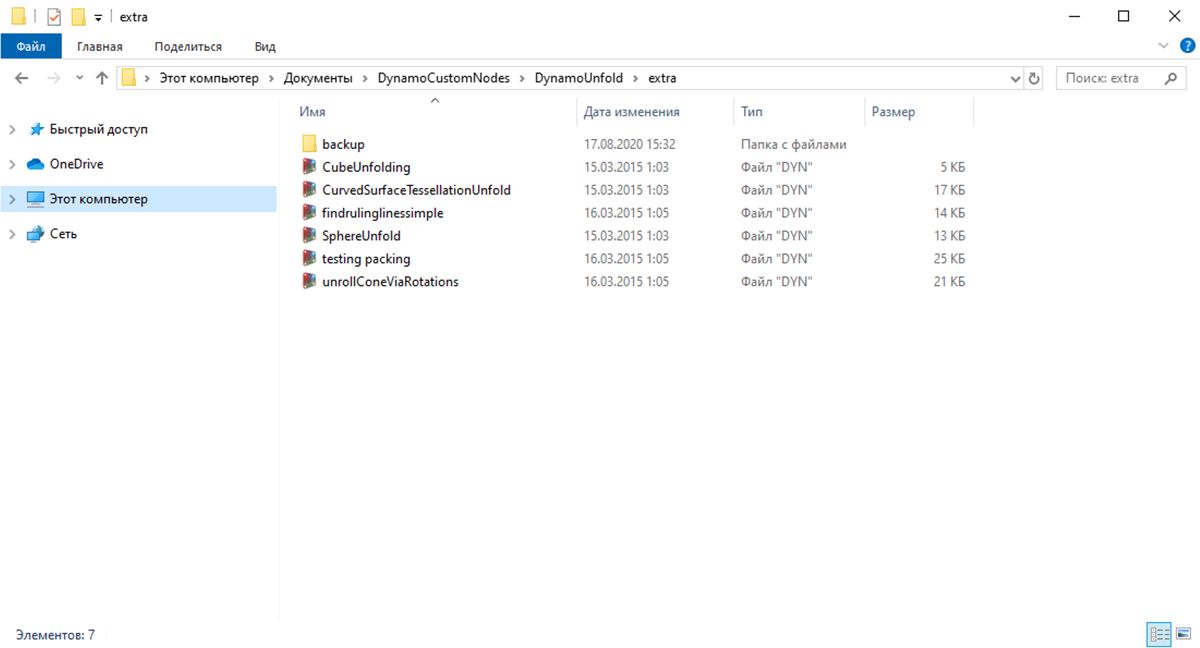 extra
Файл Главная Поделиться Вид
Этот компьютер Документы DynamoCustomNodes DynamoUnfold extra Поиск: extra
Имя Дата изменения Тип Размер
Быстрый доступ
OneDrive
Этот компьютер
Сеть
backup 17.08.2020 15:32 Папка с файлами
CubeUnfolding 15.03.2015 1:03 Файл "DYN" 5 КБ
CurvedSurfaceTessellationUnfold 15.03.2015 1:03 Файл "DYN" 17 КБ
findrulinglinessimple 16.03.2015 1:05 Файл "DYN" 14 КБ
SphereUnfold 15.03.2015 1:03 Файл "DYN" 13 КБ
testing packing 16.03.2015 1:05 Файл "DYN" 25 КБ
unrollConeViaRotations 16.03.2015 1:05 Файл "DYN" 21 КБ
Элементов: 7